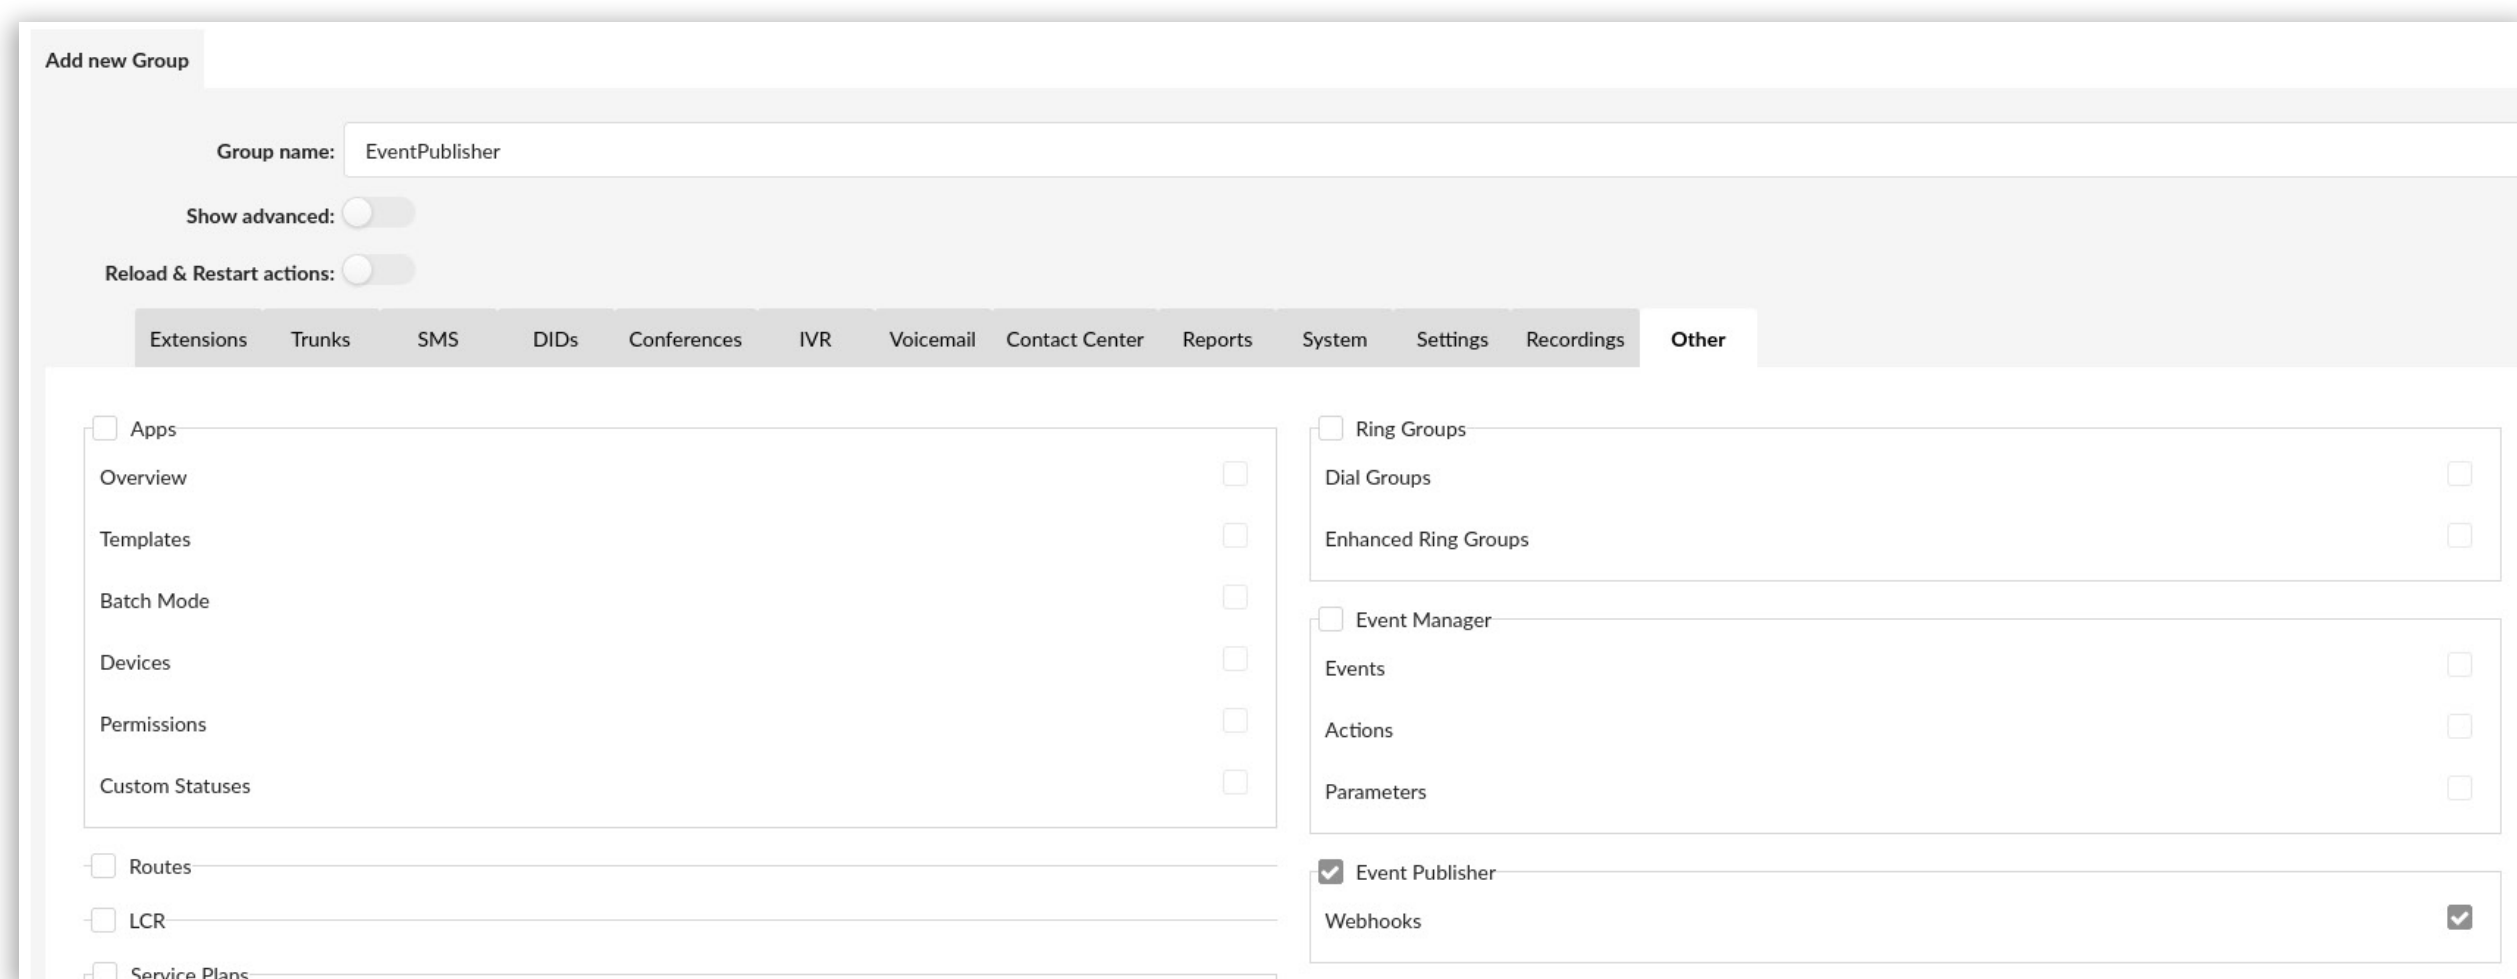 Add new Group
Group name: EventPublisher
Show advanced:
Reload & Restart actions:
Extensions Trunks SMS DIDs Conferences IVR Voicemail Contact Center Reports System Settings Recordings Other
Apps
Overview
Templates
Batch Mode
Devices
Permissions
Custom Statuses
Routes
LCR
Service Plans
Ring Groups
Dial Groups
Enhanced Ring Groups
Event Manager
Events
Actions
Parameters
Event Publisher
Webhooks